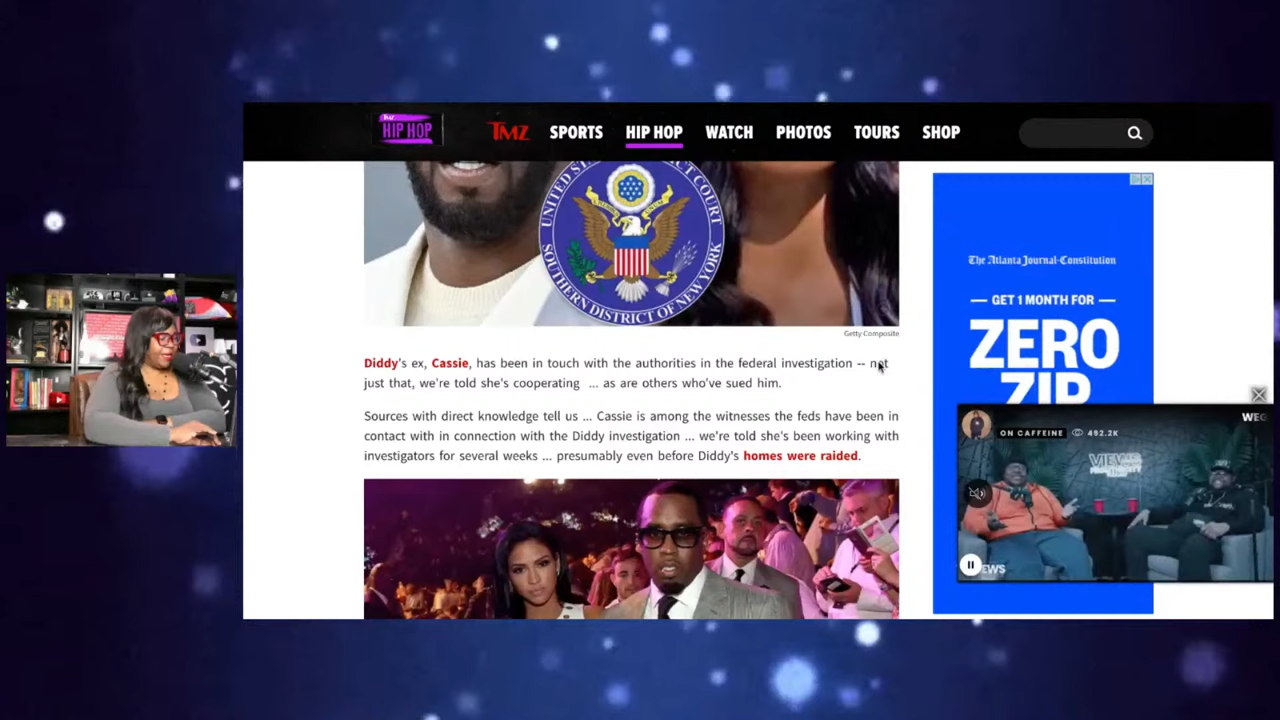 TMZ HIP HOP
TMZ SPORTS HIP HOP WATCH PHOTOS TOURS SHOP
UNITED STATES DISTRICT COURT
SOUTHERN DISTRICT OF NEW YORK
Getty Composite
Diddy's ex, Cassie, has been in touch with the authorities in the federal investigation -- not
just that, we're told she's cooperating ... as are others who've sued him.
Sources with direct knowledge tell us ... Cassie is among the witnesses the feds have been in
contact with in connection with the Diddy investigation ... we're told she's been working with
investigators for several weeks ... presumably even before Diddy's homes were raided.
The Atlanta Journal-Constitution
GET 1 MONTH FOR
ZERO
ZIP
ON CAFFEINE 492.2K
WEG
VIEW
EWS